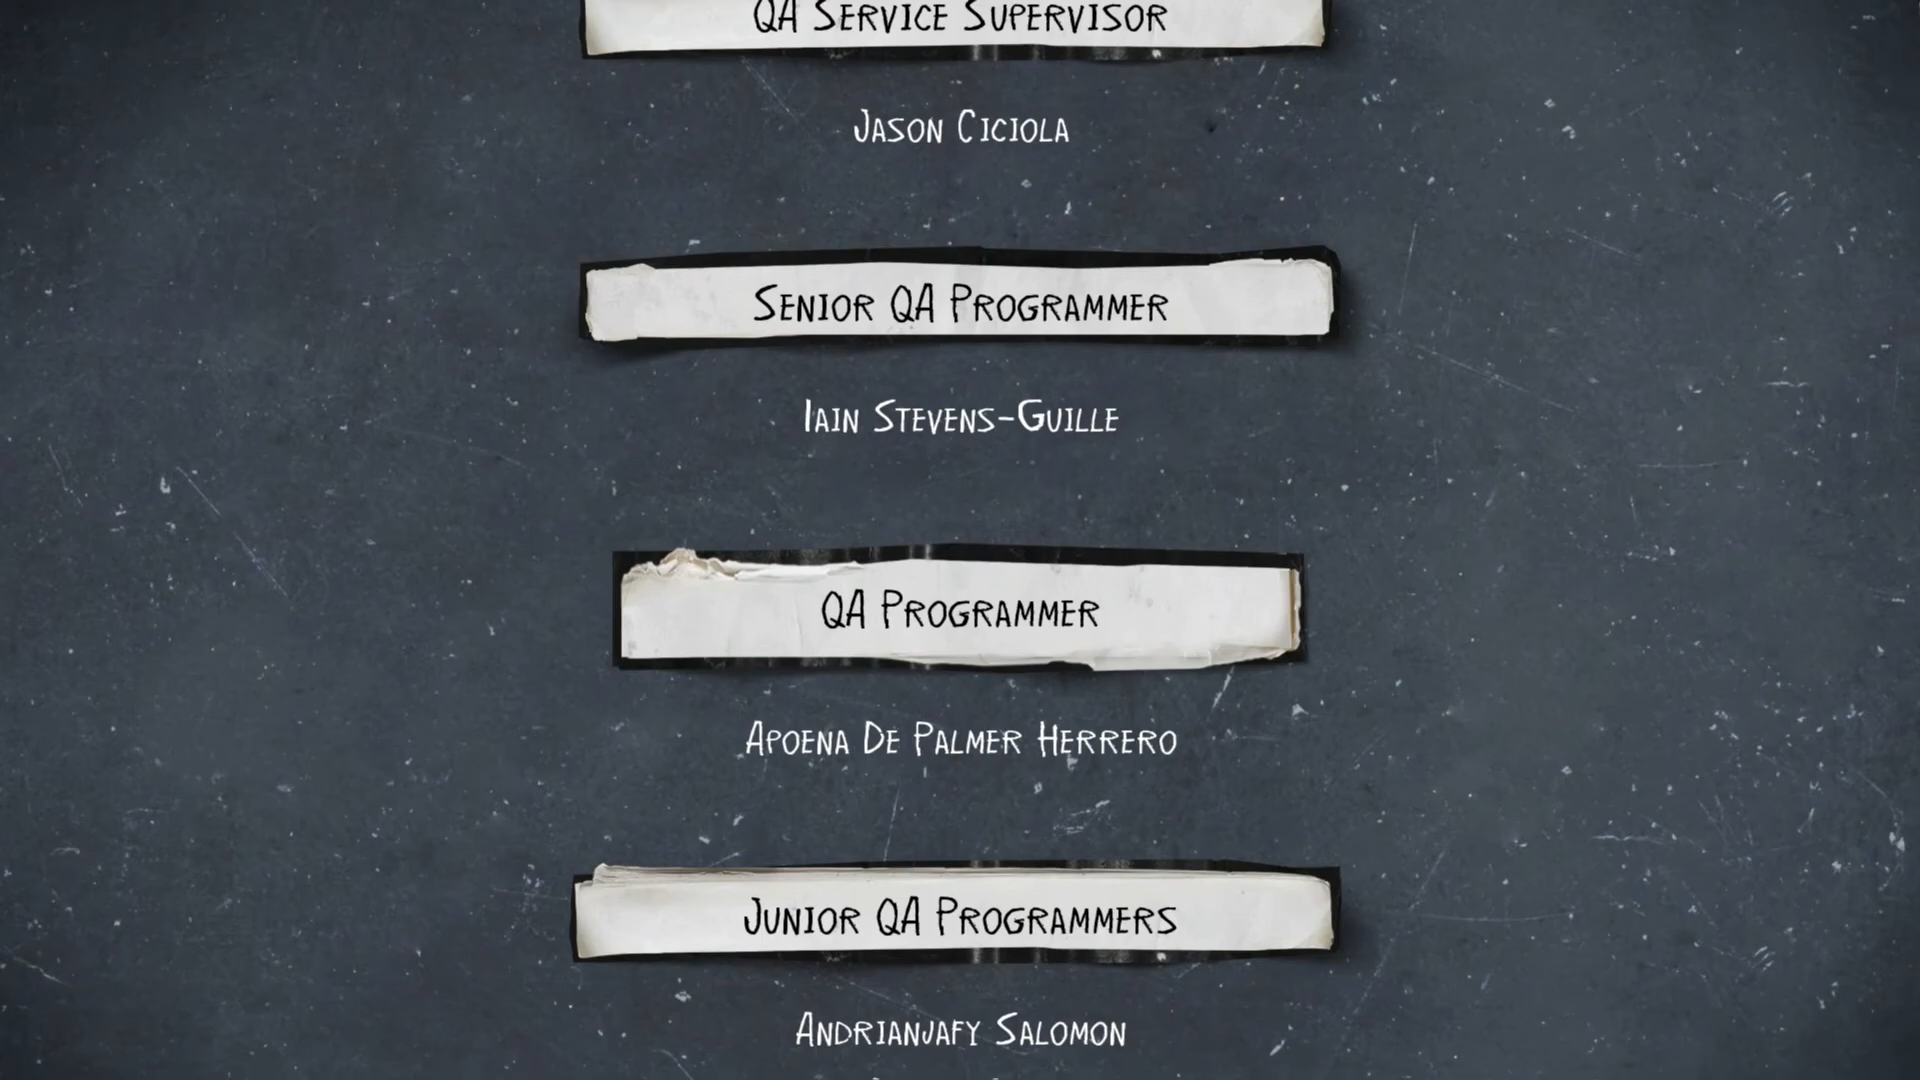 QA Service Supervisor
Jason Ciciola
Senior QA Programmer
Iain Stevens-Guille
QA Programmer
Apoena De Palmer Herrero
Junior QA Programmers
Andrianjafy Salomon